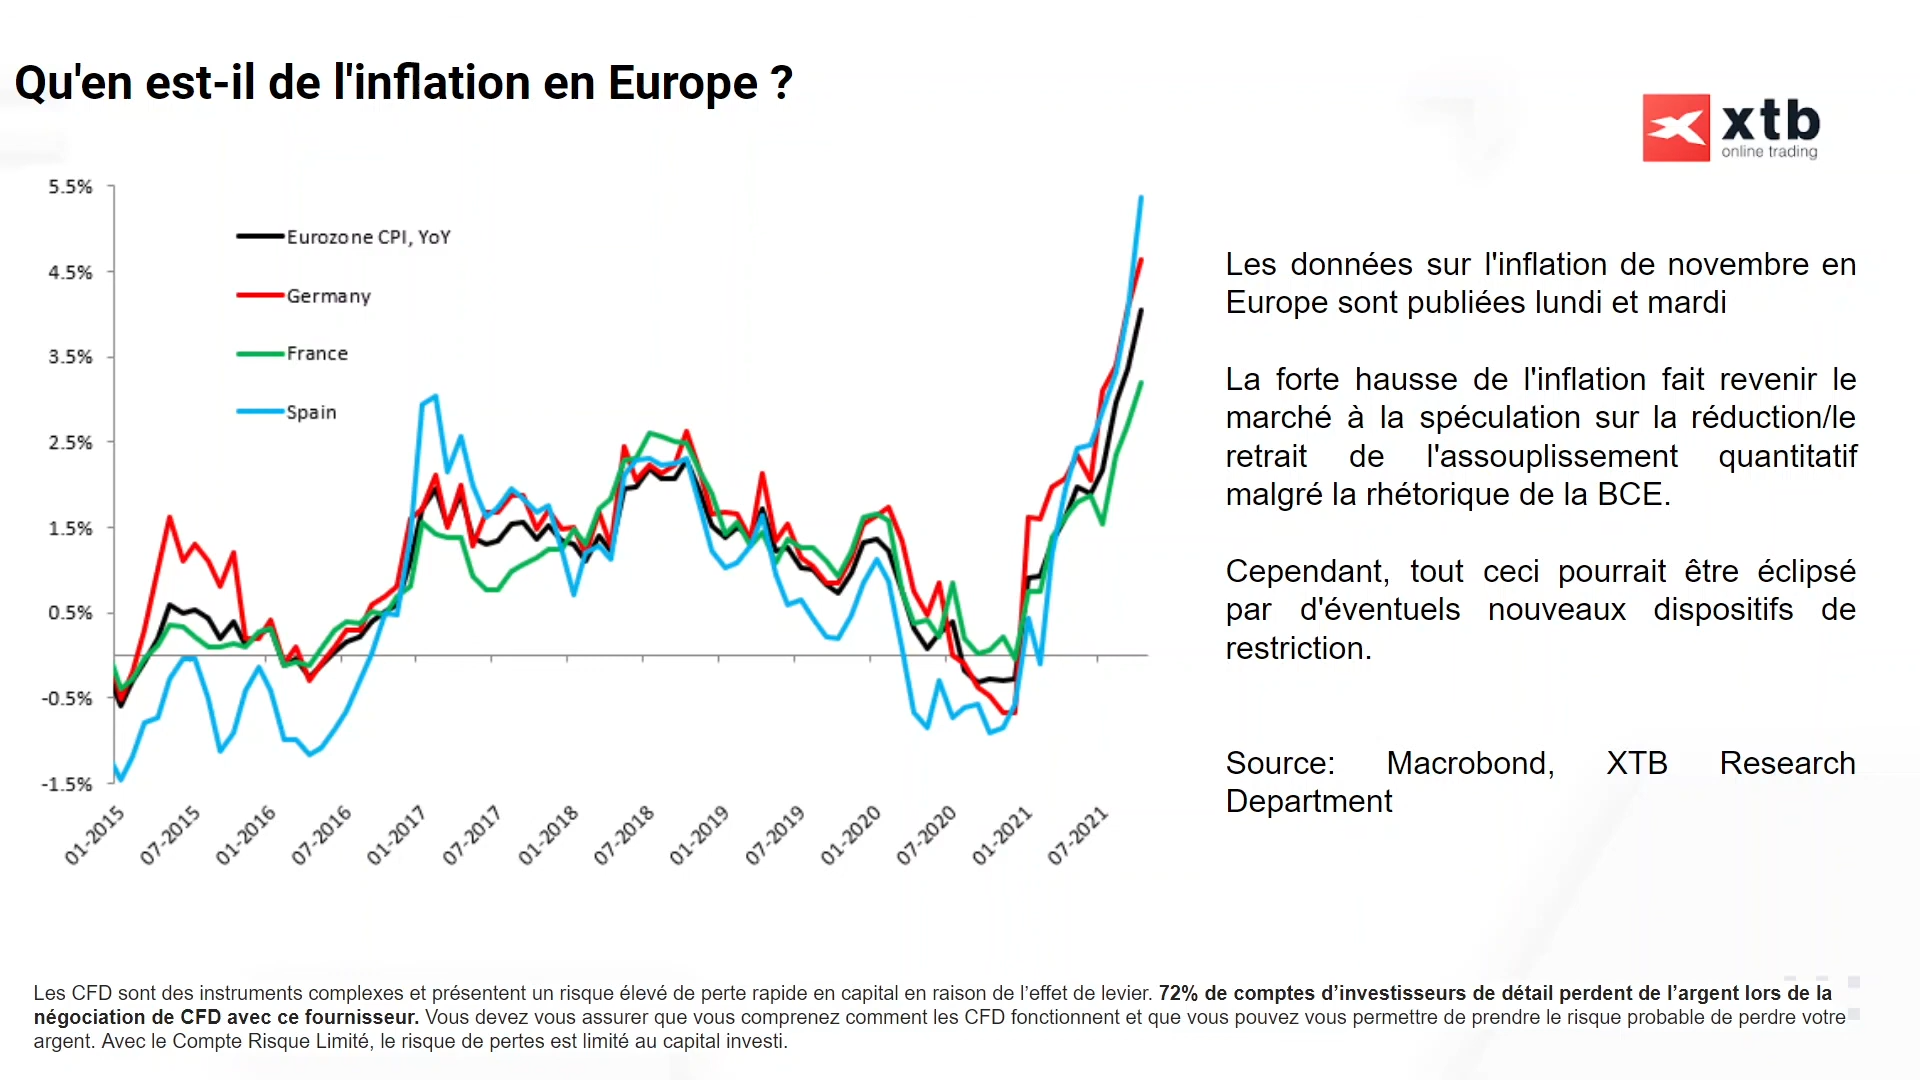 Qu'en est-il de l'inflation en Europe ?
xtb
online trading
5.5%
4.5%
3.5%
2.5%
1.5%
0.5%
-0.5%
-1.5%
Eurozone CPI, YoY
Germany
France
Spain
01-2015
07-2015
01-2016
07-2016
01-2017
07-2017
01-2018
07-2018
01-2019
07-2019
01-2020
07-2020
01-2021
07-2021
Les données sur l'inflation de novembre en
Europe sont publiées lundi et mardi
La forte hausse de l'inflation fait revenir le
marché à la spéculation sur la réduction/le
retrait de l'assouplissement quantitatif
malgré la rhétorique de la BCE.
Cependant, tout ceci pourrait être éclipsé
par d'éventuels nouveaux dispositifs de
restriction.
Source: Macrobond, XTB Research
Department
Les CFD sont des instruments complexes et présentent un risque élevé de perte rapide en capital en raison de l’effet de levier. 72% de comptes d’investisseurs de détail perdent de l’argent lors de la
négociation de CFD avec ce fournisseur. Vous devez vous assurer que vous comprenez comment les CFD fonctionnent et que vous pouvez vous permettre de prendre le risque probable de perdre votre
argent. Avec le Compte Risque Limité, le risque de pertes est limité au capital investi.